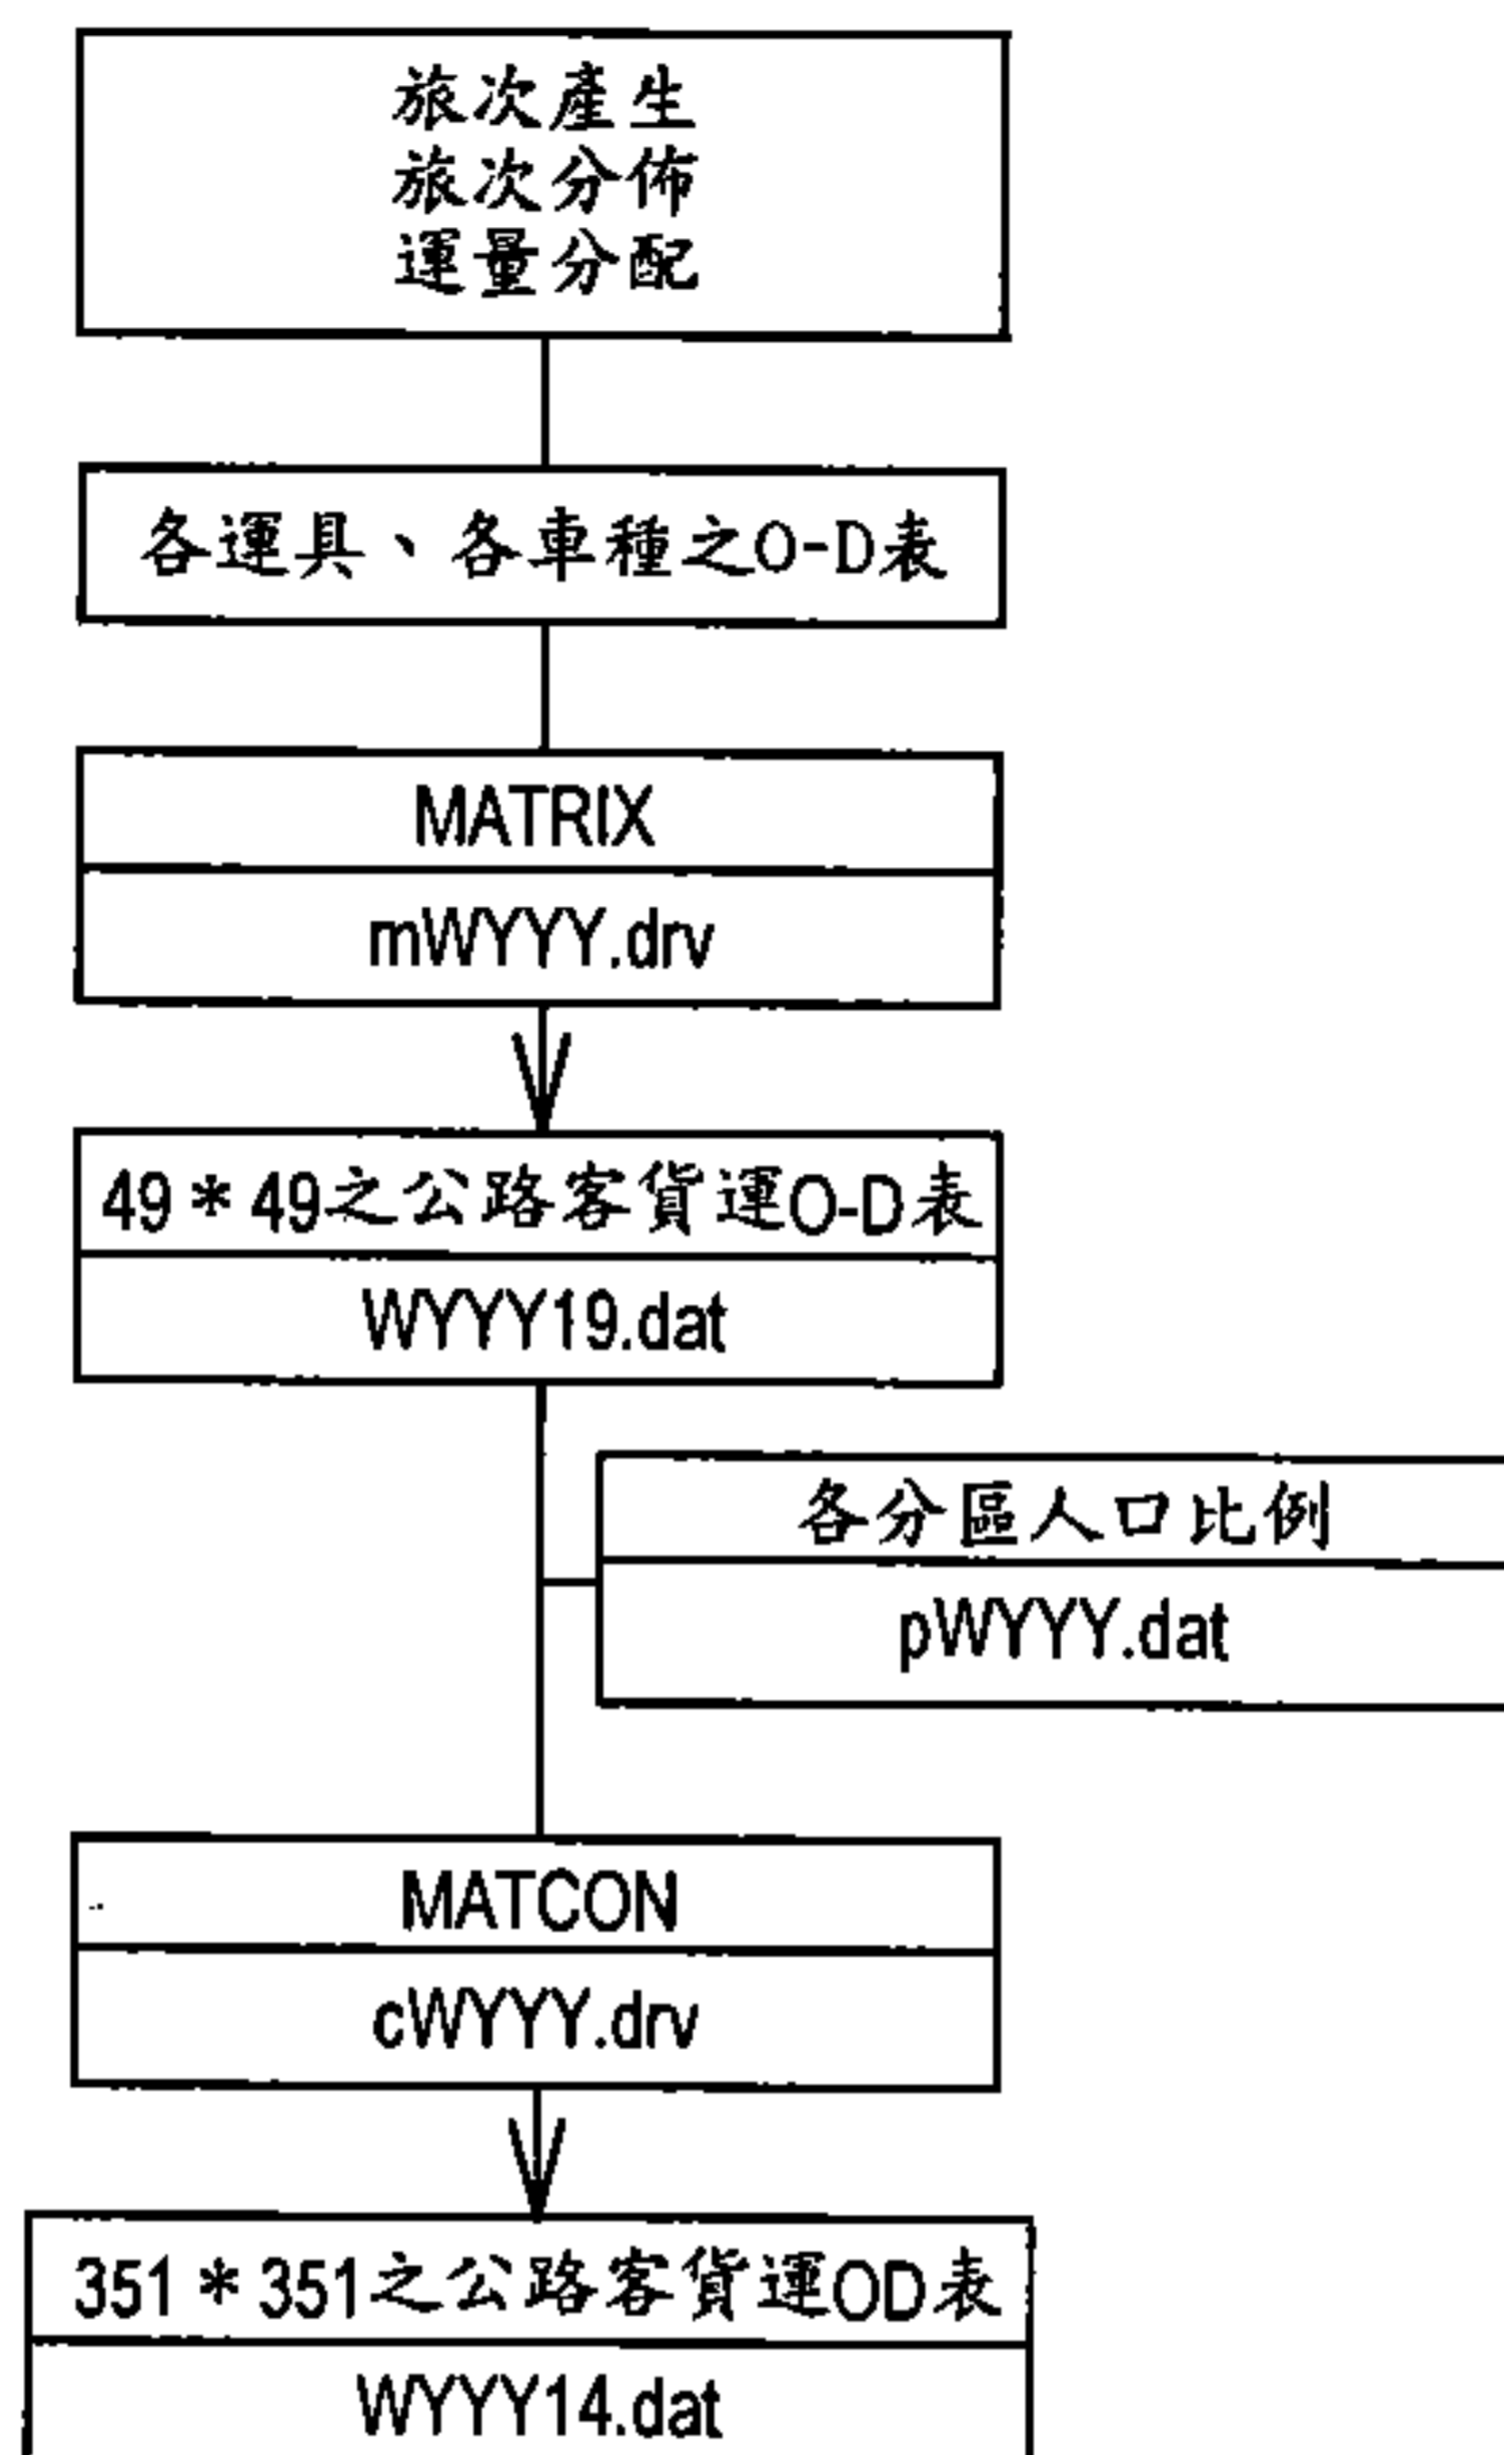 旅次產生
旅次分佈
運量分配
各運具、各車種之O-D表
MATRIX
mWYYY.drv
49*49之公路客貨運O-D表
WYYY19.dat
各分區人口比例
pWYYY.dat
MATCON
cWYYY.drv
351*351之公路客貨運OD表
WYYY14.dat